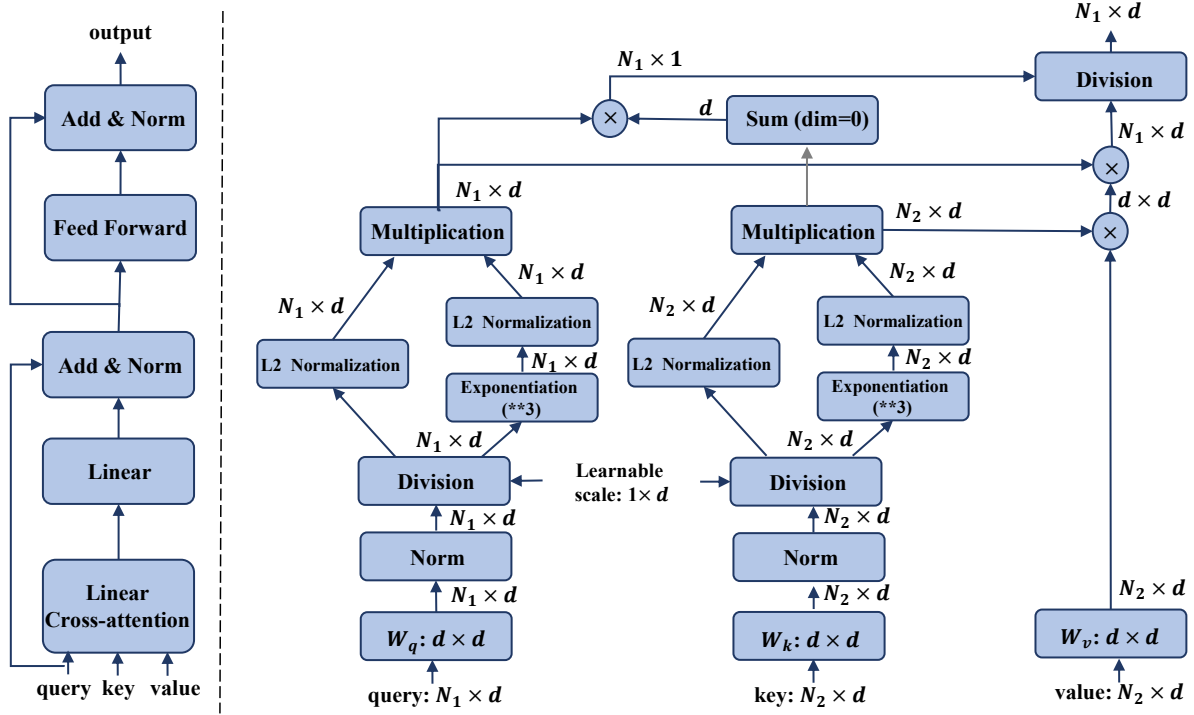 output
Add & Norm
Feed Forward
Add & Norm
Linear
Linear
Cross-attention
query key value
N₁ × d
Division
N₁ × 1
×
d
Sum (dim=0)
N₁ × d
×
d × d
N₁ × d
Multiplication
Multiplication
N₂ × d
×
N₁ × d
N₂ × d
N₁ × d
L2 Normalization
N₂ × d
L2 Normalization
L2 Normalization
N₁ × d
L2 Normalization
N₂ × d
Exponentiation
(**3)
Exponentiation
(**3)
N₁ × d
N₂ × d
Division
Learnable
scale: 1× d
Division
N₁ × d
N₂ × d
Norm
Norm
N₁ × d
N₂ × d
N₂ × d
W_q: d × d
W_k: d × d
W_v: d × d
query: N₁ × d
key: N₂ × d
value: N₂ × d